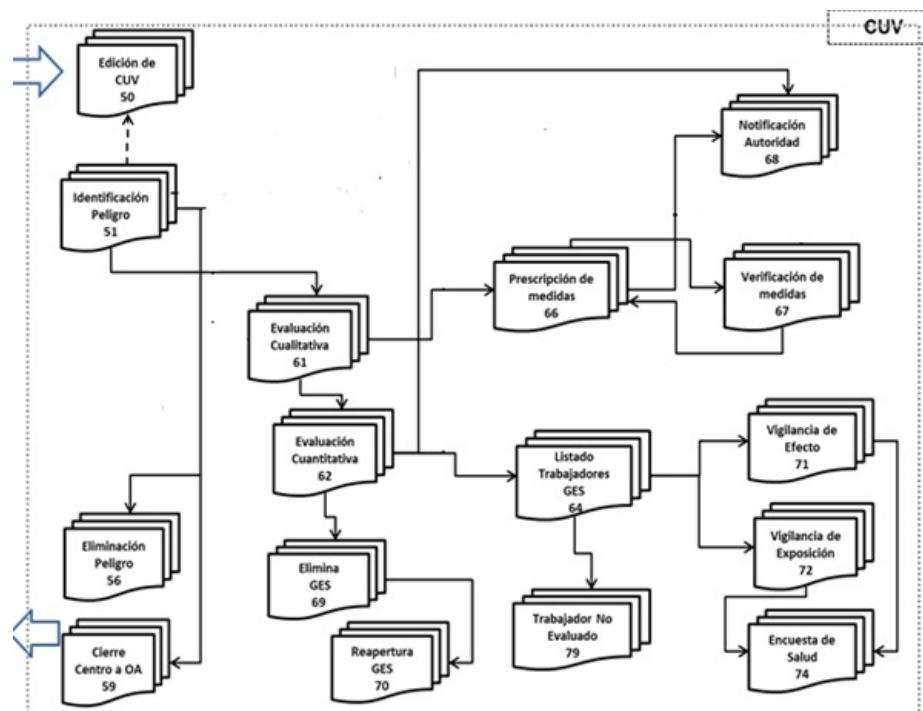 CUV
Edición de
CUV
50
Notificación
Autoridad
68
Identificación
Peligro
51
Prescripción de
medidas
66
Verificación de
medidas
67
Evaluación
Cualitativa
61
Evaluación
Cuantitativa
62
Listado
Trabajadores
GES
64
Vigilancia de
Efecto
71
Eliminación
Peligro
56
Elimina
GES
69
Vigilancia de
Exposición
72
Trabajador No
Evaluado
79
Cierre
Centro a OA
59
Reapertura
GES
70
Encuesta de
Salud
74